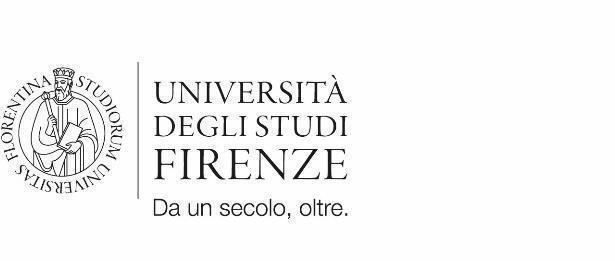 FLORENTINA STUDIORUM UNIVERSITAS
UNIVERSITÀ
DEGLI STUDI
FIRENZE
Da un secolo, oltre.